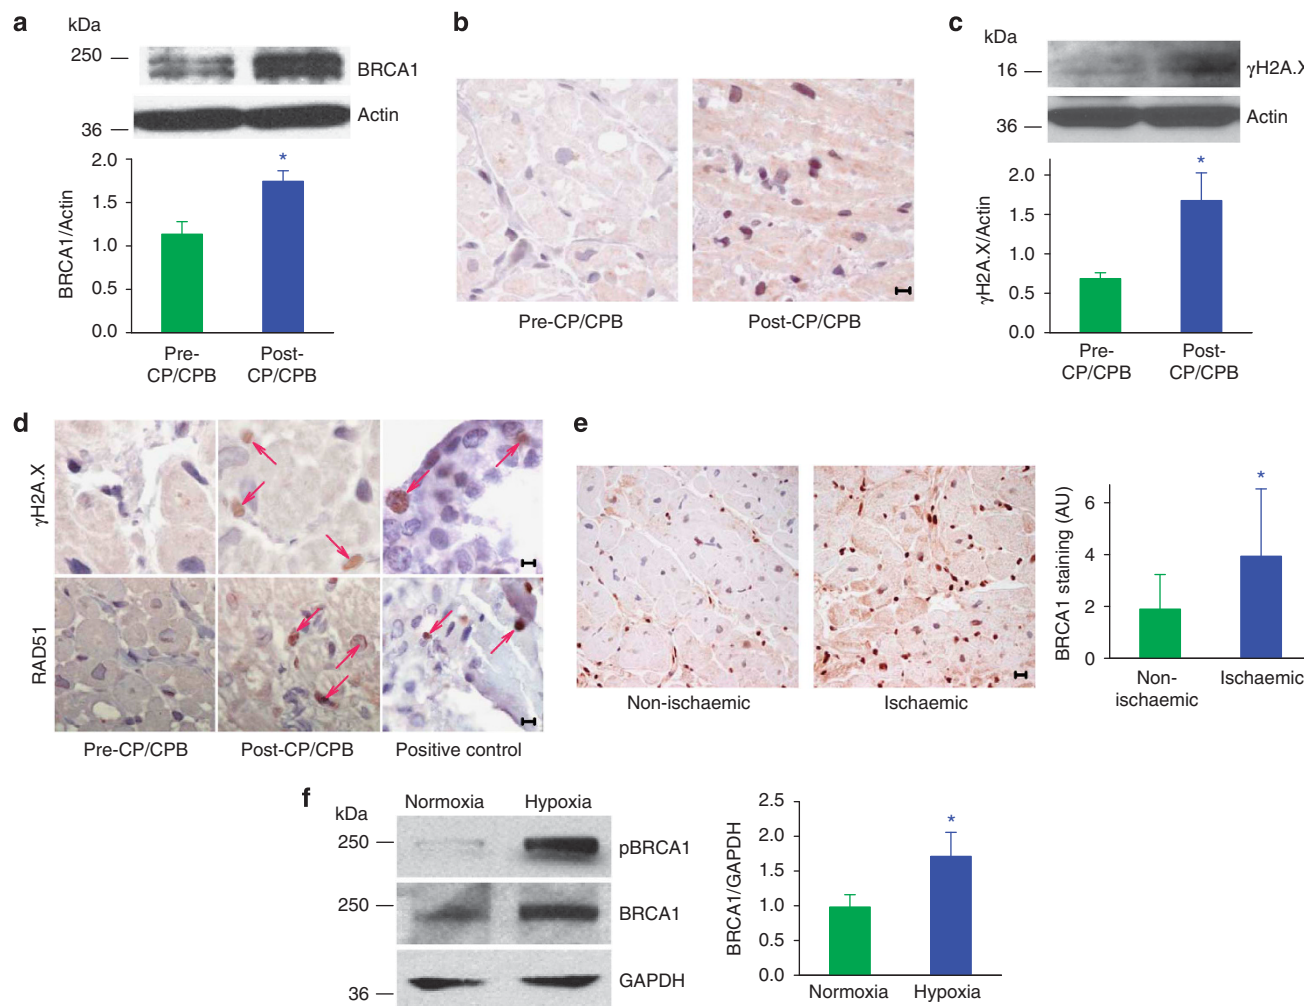 a
kDa
250
BRCA1
Actin
36
2.0
1.5
1.0
0.5
0.0
BRCA1/Actin
*
Pre-
CP/CPB
Post-
CP/CPB
b
Pre-CP/CPB
Post-CP/CPB
c
kDa
16
γH2A.X
Actin
36
2.0
1.5
1.0
0.5
0.0
γH2A.X/Actin
*
Pre-
CP/CPB
Post-
CP/CPB
d
γH2A.X
RAD51
Pre-CP/CPB
Post-CP/CPB
Positive control
e
Non-ischaemic
Ischaemic
BRCA1 staining (AU)
6
4
2
0
*
Non-
ischaemic
Ischaemic
f
kDa
Normoxia
Hypoxia
250
pBRCA1
250
BRCA1
GAPDH
36
BRCA1/GAPDH
2.5
2.0
1.5
1.0
0.5
0.0
*
Normoxia
Hypoxia